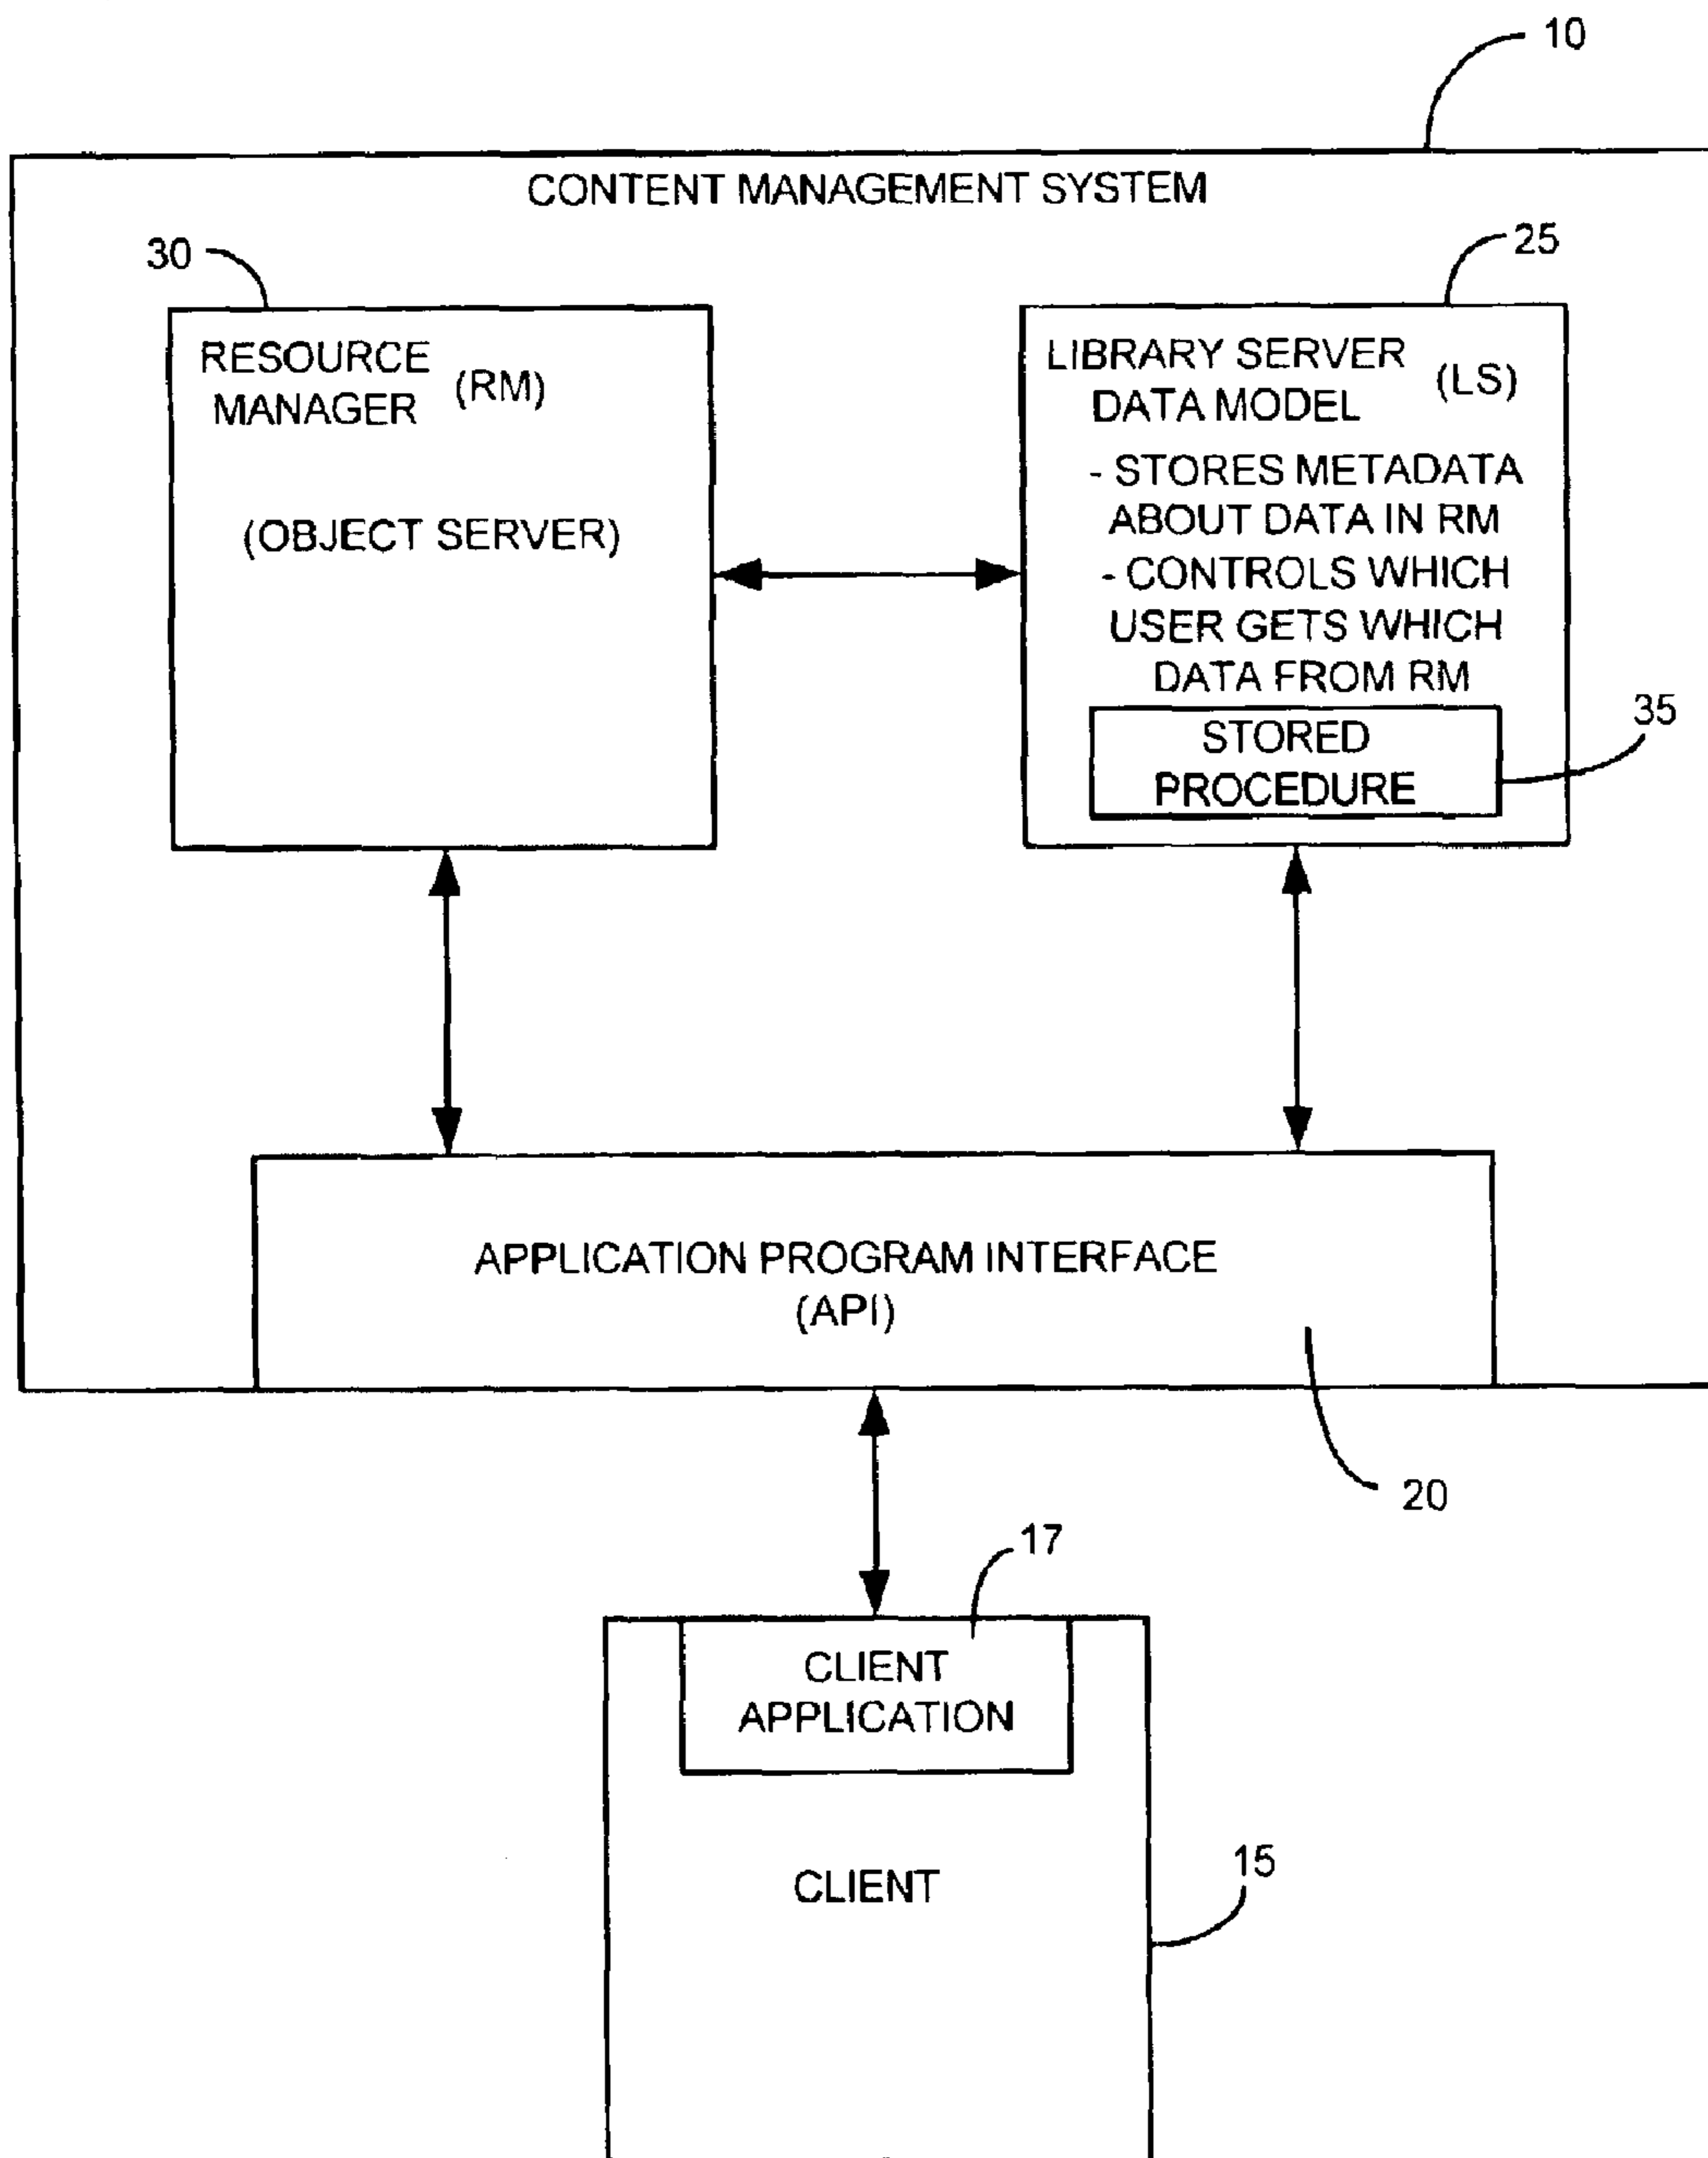 10
CONTENT MANAGEMENT SYSTEM
30
25
RESOURCE
MANAGER
(RM)
(OBJECT SERVER)
LIBRARY SERVER
DATA MODEL
(LS)
- STORES METADATA
ABOUT DATA IN RM
- CONTROLS WHICH
USER GETS WHICH
DATA FROM RM
35
STORED
PROCEDURE
APPLICATION PROGRAM INTERFACE
(API)
20
17
CLIENT
APPLICATION
15
CLIENT